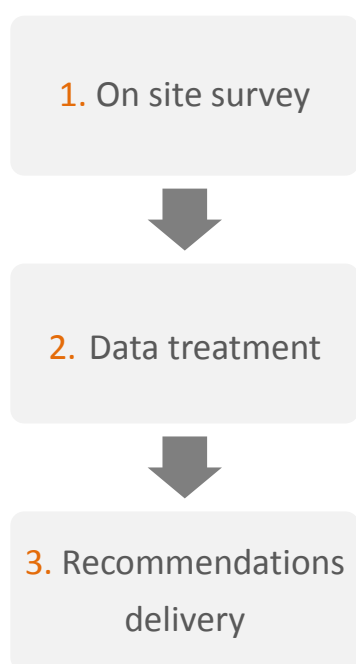 1. On site survey
2. Data treatment
3. Recommendations
delivery